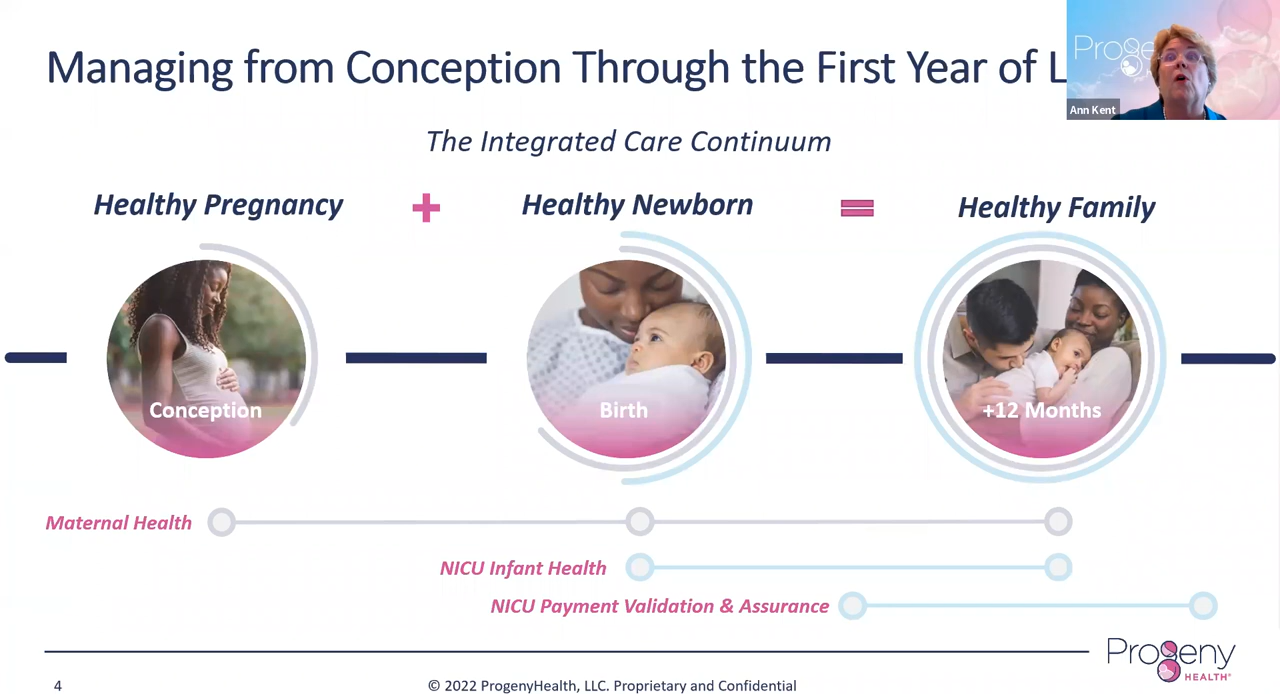 Managing from Conception Through the First Year of L
Proge
Ann Kent
The Integrated Care Continuum
Healthy Pregnancy + Healthy Newborn = Healthy Family
Conception
Birth
+12 Months
Maternal Health
NICU Infant Health
NICU Payment Validation & Assurance
Progeny
HEALTH®
4
© 2022 ProgenyHealth, LLC. Proprietary and Confidential